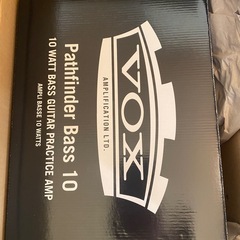 VOX
AMPLIFICATION LTD.
Pathfinder Bass 10
10 WATT BASS GUITAR PRACTICE AMP
AMPLI BASSE 10 WATTS